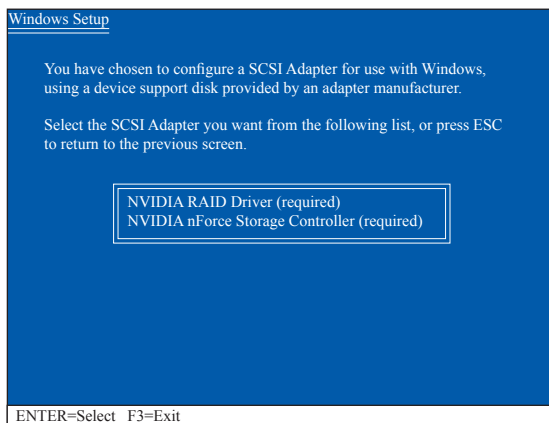 Windows Setup
You have chosen to configure a SCSI Adapter for use with Windows,
using a device support disk provided by an adapter manufacturer.
Select the SCSI Adapter you want from the following list, or press ESC
to return to the previous screen.
NVIDIA RAID Driver (required)
NVIDIA nForce Storage Controller (required)
ENTER=Select F3=Exit